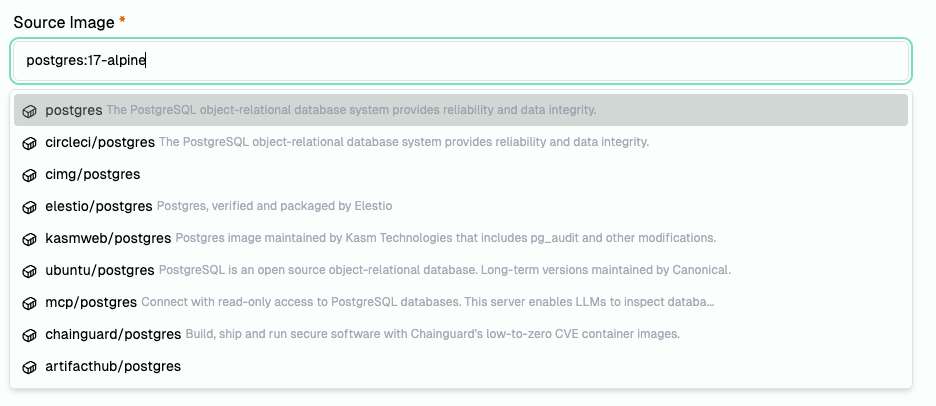 Source Image *
postgres:17-alpine
postgres The PostgreSQL object-relational database system provides reliability and data integrity.
circleci/postgres The PostgreSQL object-relational database system provides reliability and data integrity.
cimg/postgres
elestio/postgres Postgres, verified and packaged by Elestio
kasmweb/postgres Postgres image maintained by Kasm Technologies that includes pg_audit and other modifications.
ubuntu/postgres PostgreSQL is an open source object-relational database. Long-term versions maintained by Canonical.
mcp/postgres Connect with read-only access to PostgreSQL databases. This server enables LLMs to inspect databa...
chainguard/postgres Build, ship and run secure software with Chainguard's low-to-zero CVE container images.
artifacthub/postgres